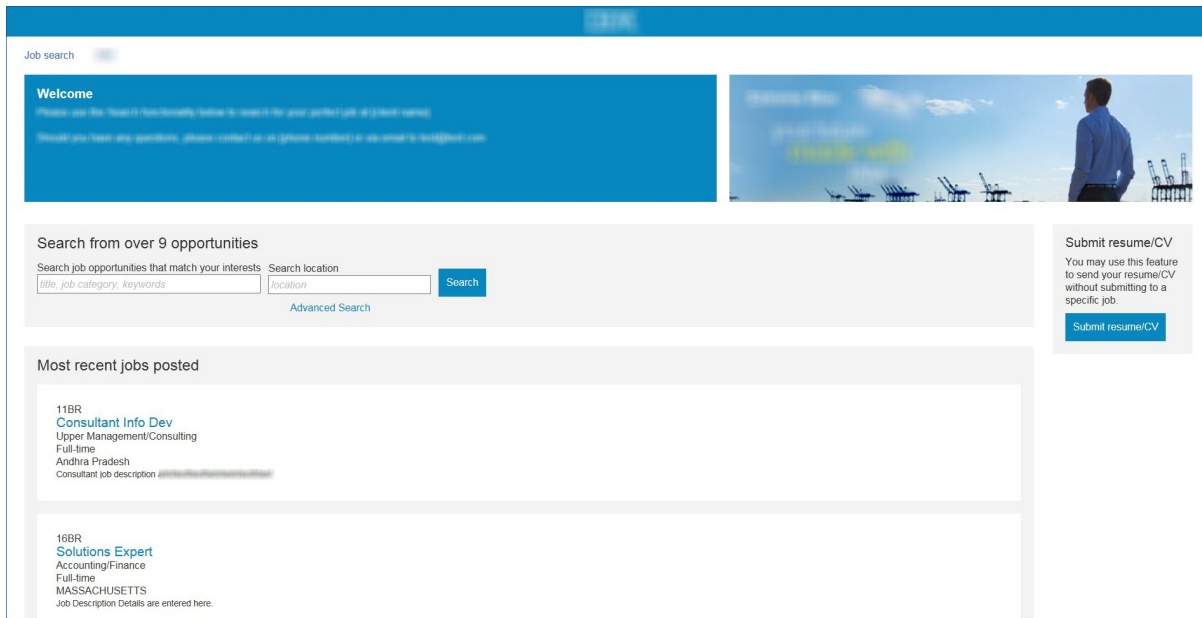 Job search
Welcome
Search from over 9 opportunities
Search job opportunities that match your interests Search location
title, job category, keywords location Search
Advanced Search
Submit resume/CV
You may use this feature
to send your resume/CV
without submitting to a
specific job.
Submit resume/CV
Most recent jobs posted
11BR
Consultant Info Dev
Upper Management/Consulting
Full-time
Andhra Pradesh
Consultant job description
16BR
Solutions Expert
Accounting/Finance
Full-time
MASSACHUSETTS
Job Description Details are entered here.